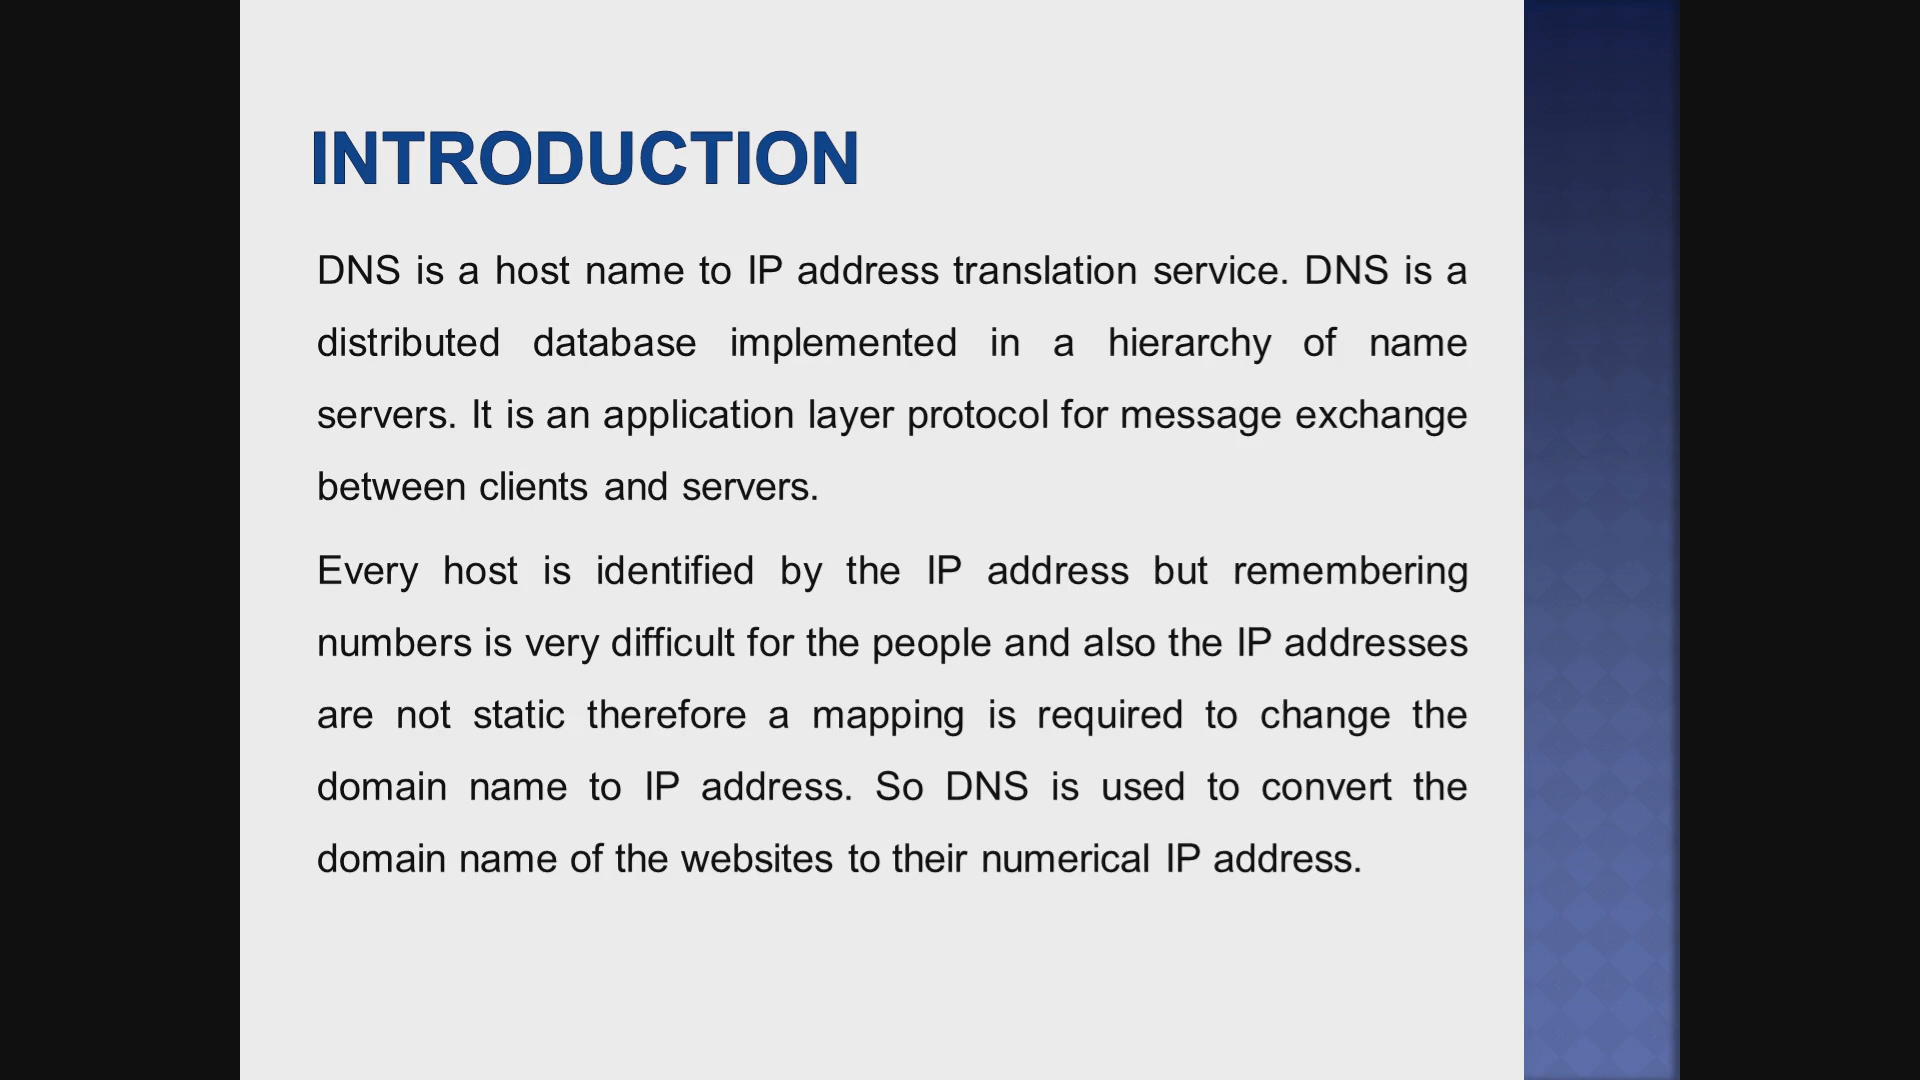 INTRODUCTION
DNS is a host name to IP address translation service. DNS is a
distributed database implemented in a hierarchy of name
servers. It is an application layer protocol for message exchange
between clients and servers.
Every host is identified by the IP address but remembering
numbers is very difficult for the people and also the IP addresses
are not static therefore a mapping is required to change the
domain name to IP address. So DNS is used to convert the
domain name of the websites to their numerical IP address.